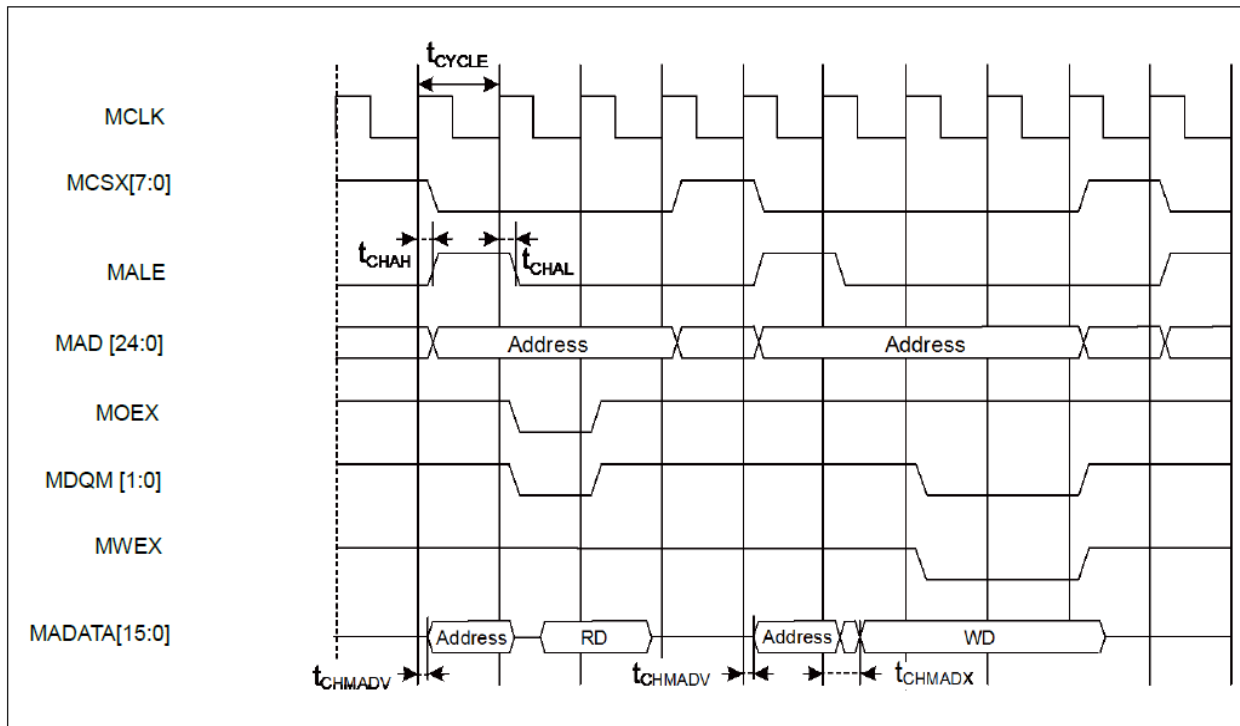 tCYCLE
MCLK
MCSX[7:0]
tCHAH
tCHAL
MALE
MAD [24:0]
Address
Address
MOEX
MDQM [1:0]
MWEX
MADATA[15:0]
Address
RD
Address
WD
tCHMADV
tCHMADV
tCHMADX